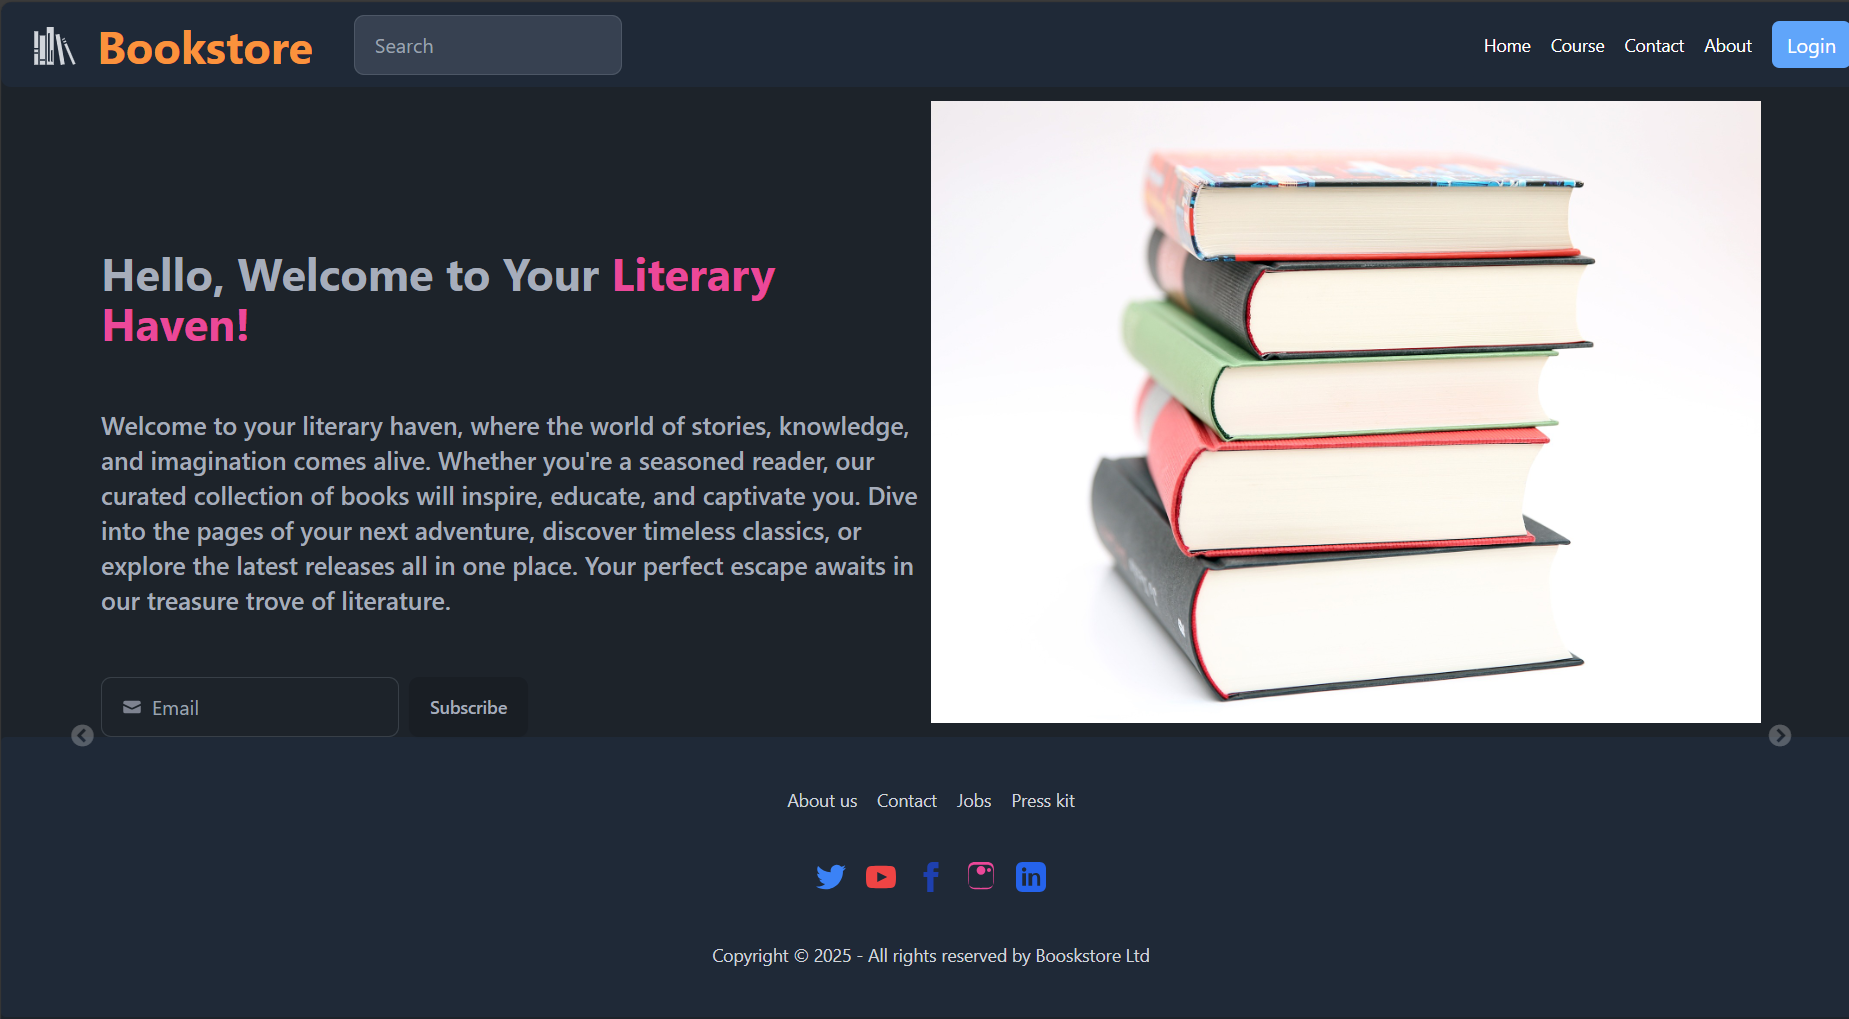 Bookstore
Search
Home
Course
Contact
About
Login
Hello, Welcome to Your Literary
Haven!
Welcome to your literary haven, where the world of stories, knowledge,
and imagination comes alive. Whether you're a seasoned reader, our
curated collection of books will inspire, educate, and captivate you. Dive
into the pages of your next adventure, discover timeless classics, or
explore the latest releases all in one place. Your perfect escape awaits in
our treasure trove of literature.
Email
Subscribe
About us
Contact
Jobs
Press kit
Copyright © 2025 - All rights reserved by Booskstore Ltd